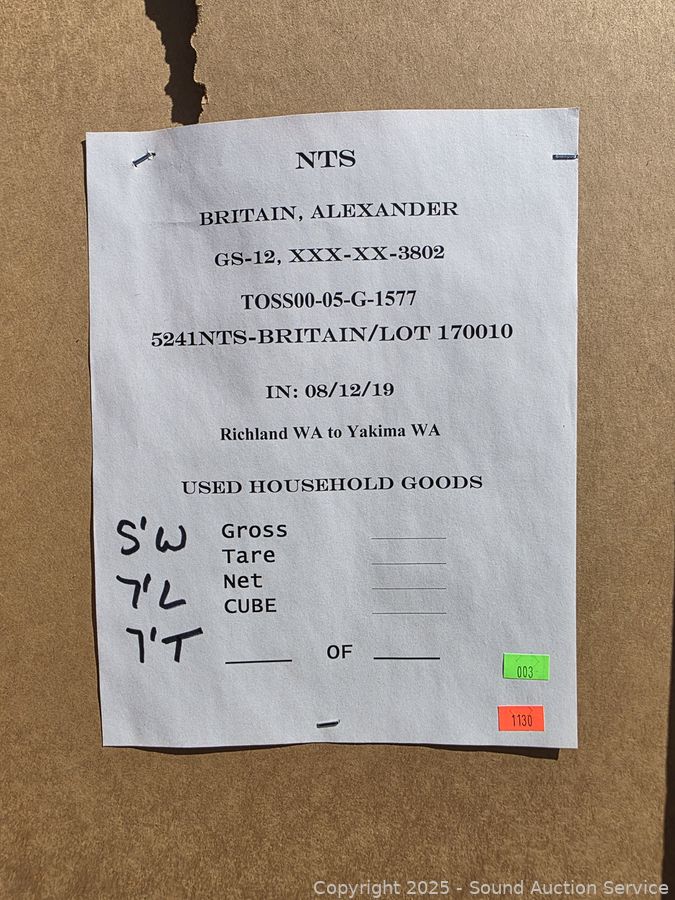 NTS
BRITAIN, ALEXANDER
GS-12, XXX-XX-3802
TOSS00-05-G-1577
5241NTS-BRITAIN/LOT 170010
IN: 08/12/19
Richland WA to Yakima WA
USED HOUSEHOLD GOODS
5'W
Gross
Tare
7'L
Net
CUBE
7'T
OF
003
1130
Copyright 2025 - Sound Auction Service